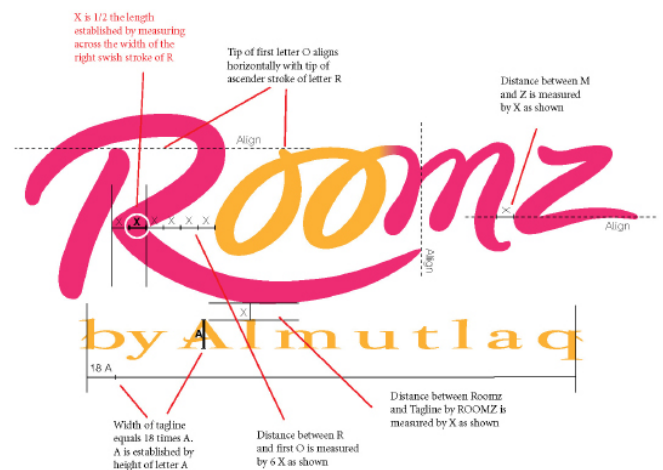 X is 1/2 the length
established by measuring
across the width of the
right swish stroke of R
Tip of first letter O aligns
horizontally with tip of
ascender stroke of letter R
Distance between M
and Z is measured
by X as shown
Align
Roomz
X X X X X X
X
Align
Align
X
by Almutlaq
A
18 A
Width of tagline
equals 18 times A.
A is established by
height of letter A
Distance between R
and first O is measured
by 6 X as shown
Distance between Roomz
and Tagline by ROOMZ is
measured by X as shown